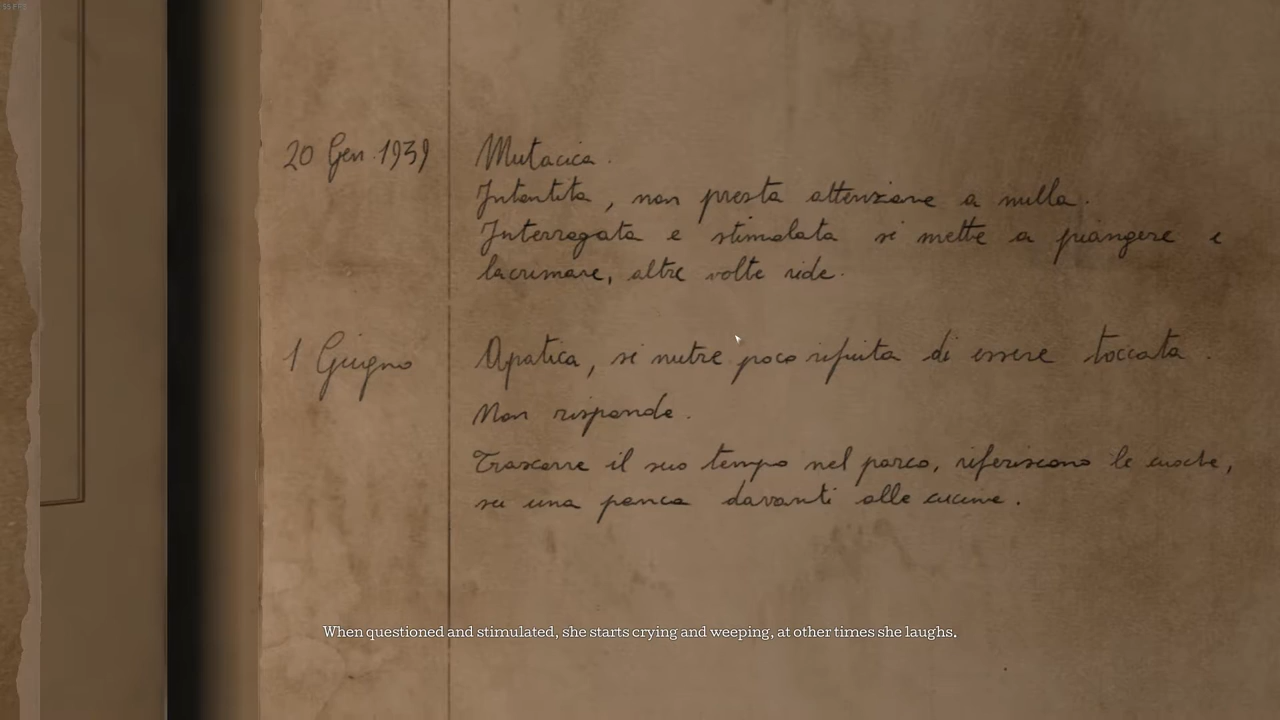 55 FPS
20 Gen. 1939
Mutacica.
Intontita, non presta attenzione a nulla.
Interrogata e stimolata si mette a piangere e
lacrimare, altre volte ride.
1 Giugno
Apatica, si nutre poco rifiuta di essere toccata.
Non risponde.
Trascorre il suo tempo nel parco, riferiscono le cuoche,
su una panca davanti alle cucine.
When questioned and stimulated, she starts crying and weeping, at other times she laughs.